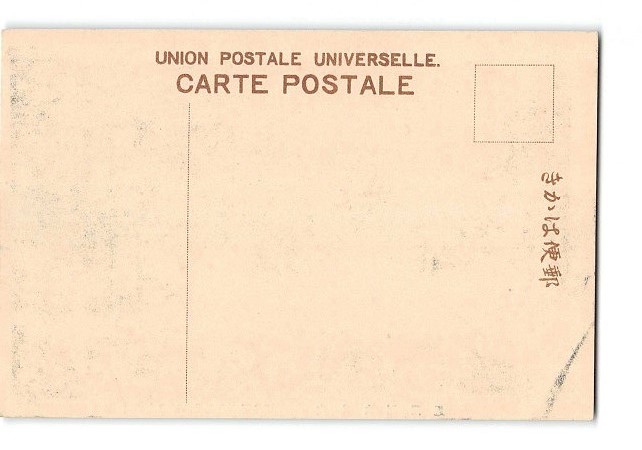 UNION POSTALE UNIVERSELLE.
CARTE POSTALE
きかは便郵